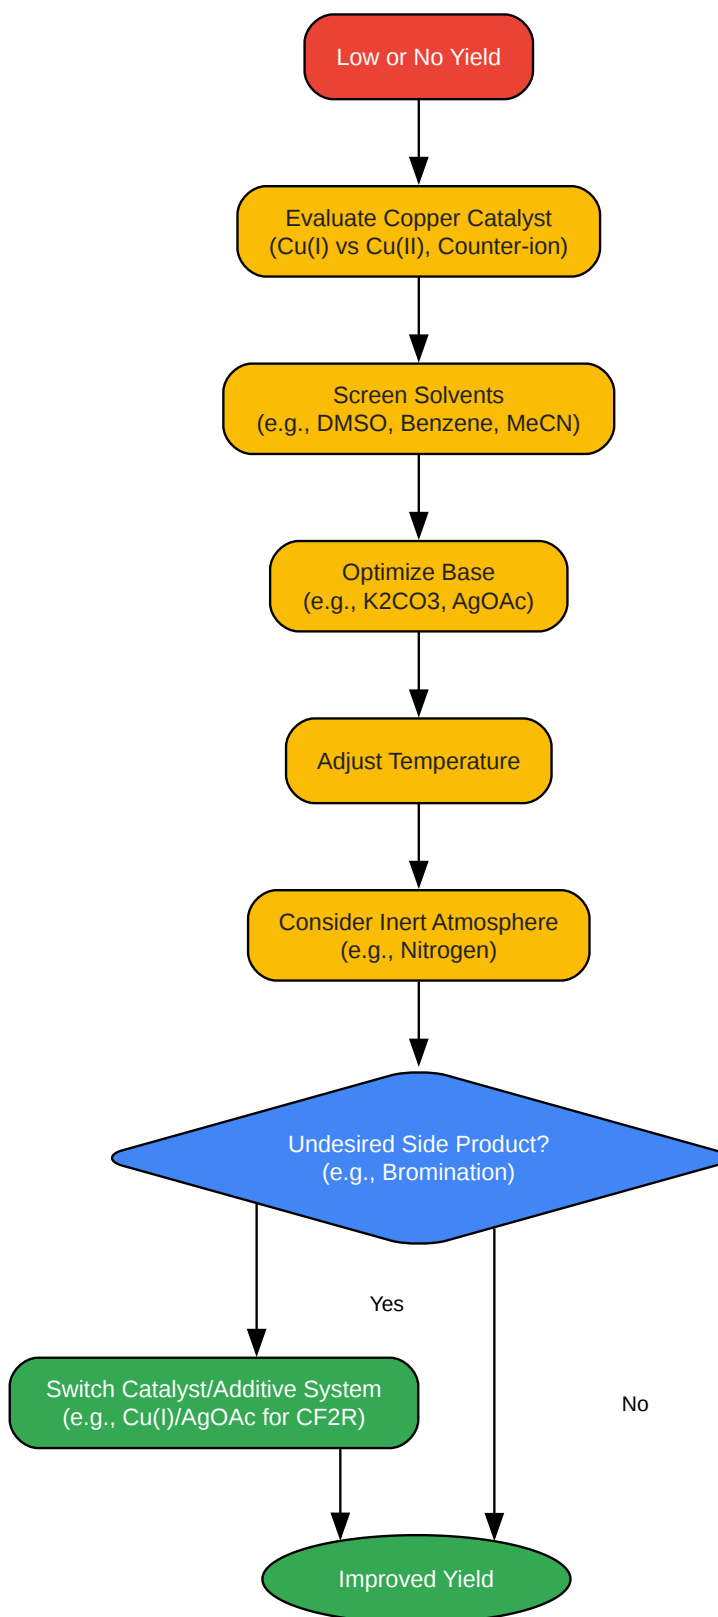 Low or No Yield
Evaluate Copper Catalyst
(Cu(I) vs Cu(II), Counter-ion)
Screen Solvents
(e.g., DMSO, Benzene, MeCN)
Optimize Base
(e.g., K2CO3, AgOAc)
Adjust Temperature
Consider Inert Atmosphere
(e.g., Nitrogen)
Undesired Side Product?
(e.g., Bromination)
Yes
Switch Catalyst/Additive System
(e.g., Cu(I)/AgOAc for CF2R)
No
Improved Yield